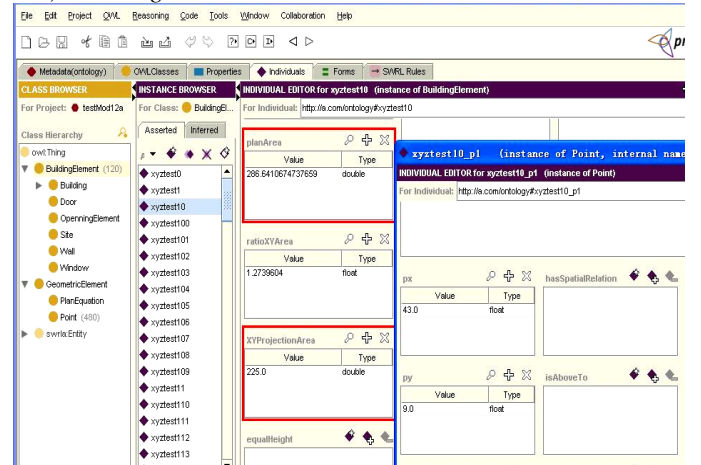 File Edit Project OWL Reasoning Code Tools Window Collaboration Help
Metadata(ontology) OWLClasses Properties Individuals Forms SWRL Rules
CLASS BROWSER
For Project: testMod12a
Class Hierarchy
owl:Thing
BuildingElement (120)
Building
Door
OpenningElement
Site
Wall
Window
GeometricElement
PlanEquation
Point (480)
swrla:Entity
INSTANCE BROWSER
For Class: BuildingEl...
Asserted Inferred
xyztest0
xyztest1
xyztest10
xyztest100
xyztest101
xyztest102
xyztest103
xyztest104
xyztest105
xyztest106
xyztest107
xyztest108
xyztest109
xyztest11
xyztest110
xyztest111
xyztest112
xyztest113
INDIVIDUAL EDITOR for xyztest10 (instance of BuildingElement)
For Individual: http://a.com/ontology#xyztest10
planArea
Value Type
286.6410674737659 double
ratioXYArea
Value Type
1.2739604 float
XYProjectionArea
Value Type
225.0 double
equalHeight
xyztest10_p1 (instance of Point, internal name
INDIVIDUAL EDITOR for xyztest10_p1 (instance of Point)
For Individual: http://a.com/ontology#xyztest10_p1
px hasSpatialRelation
Value Type
43.0 float
py isAboveTo
Value Type
9.0 float